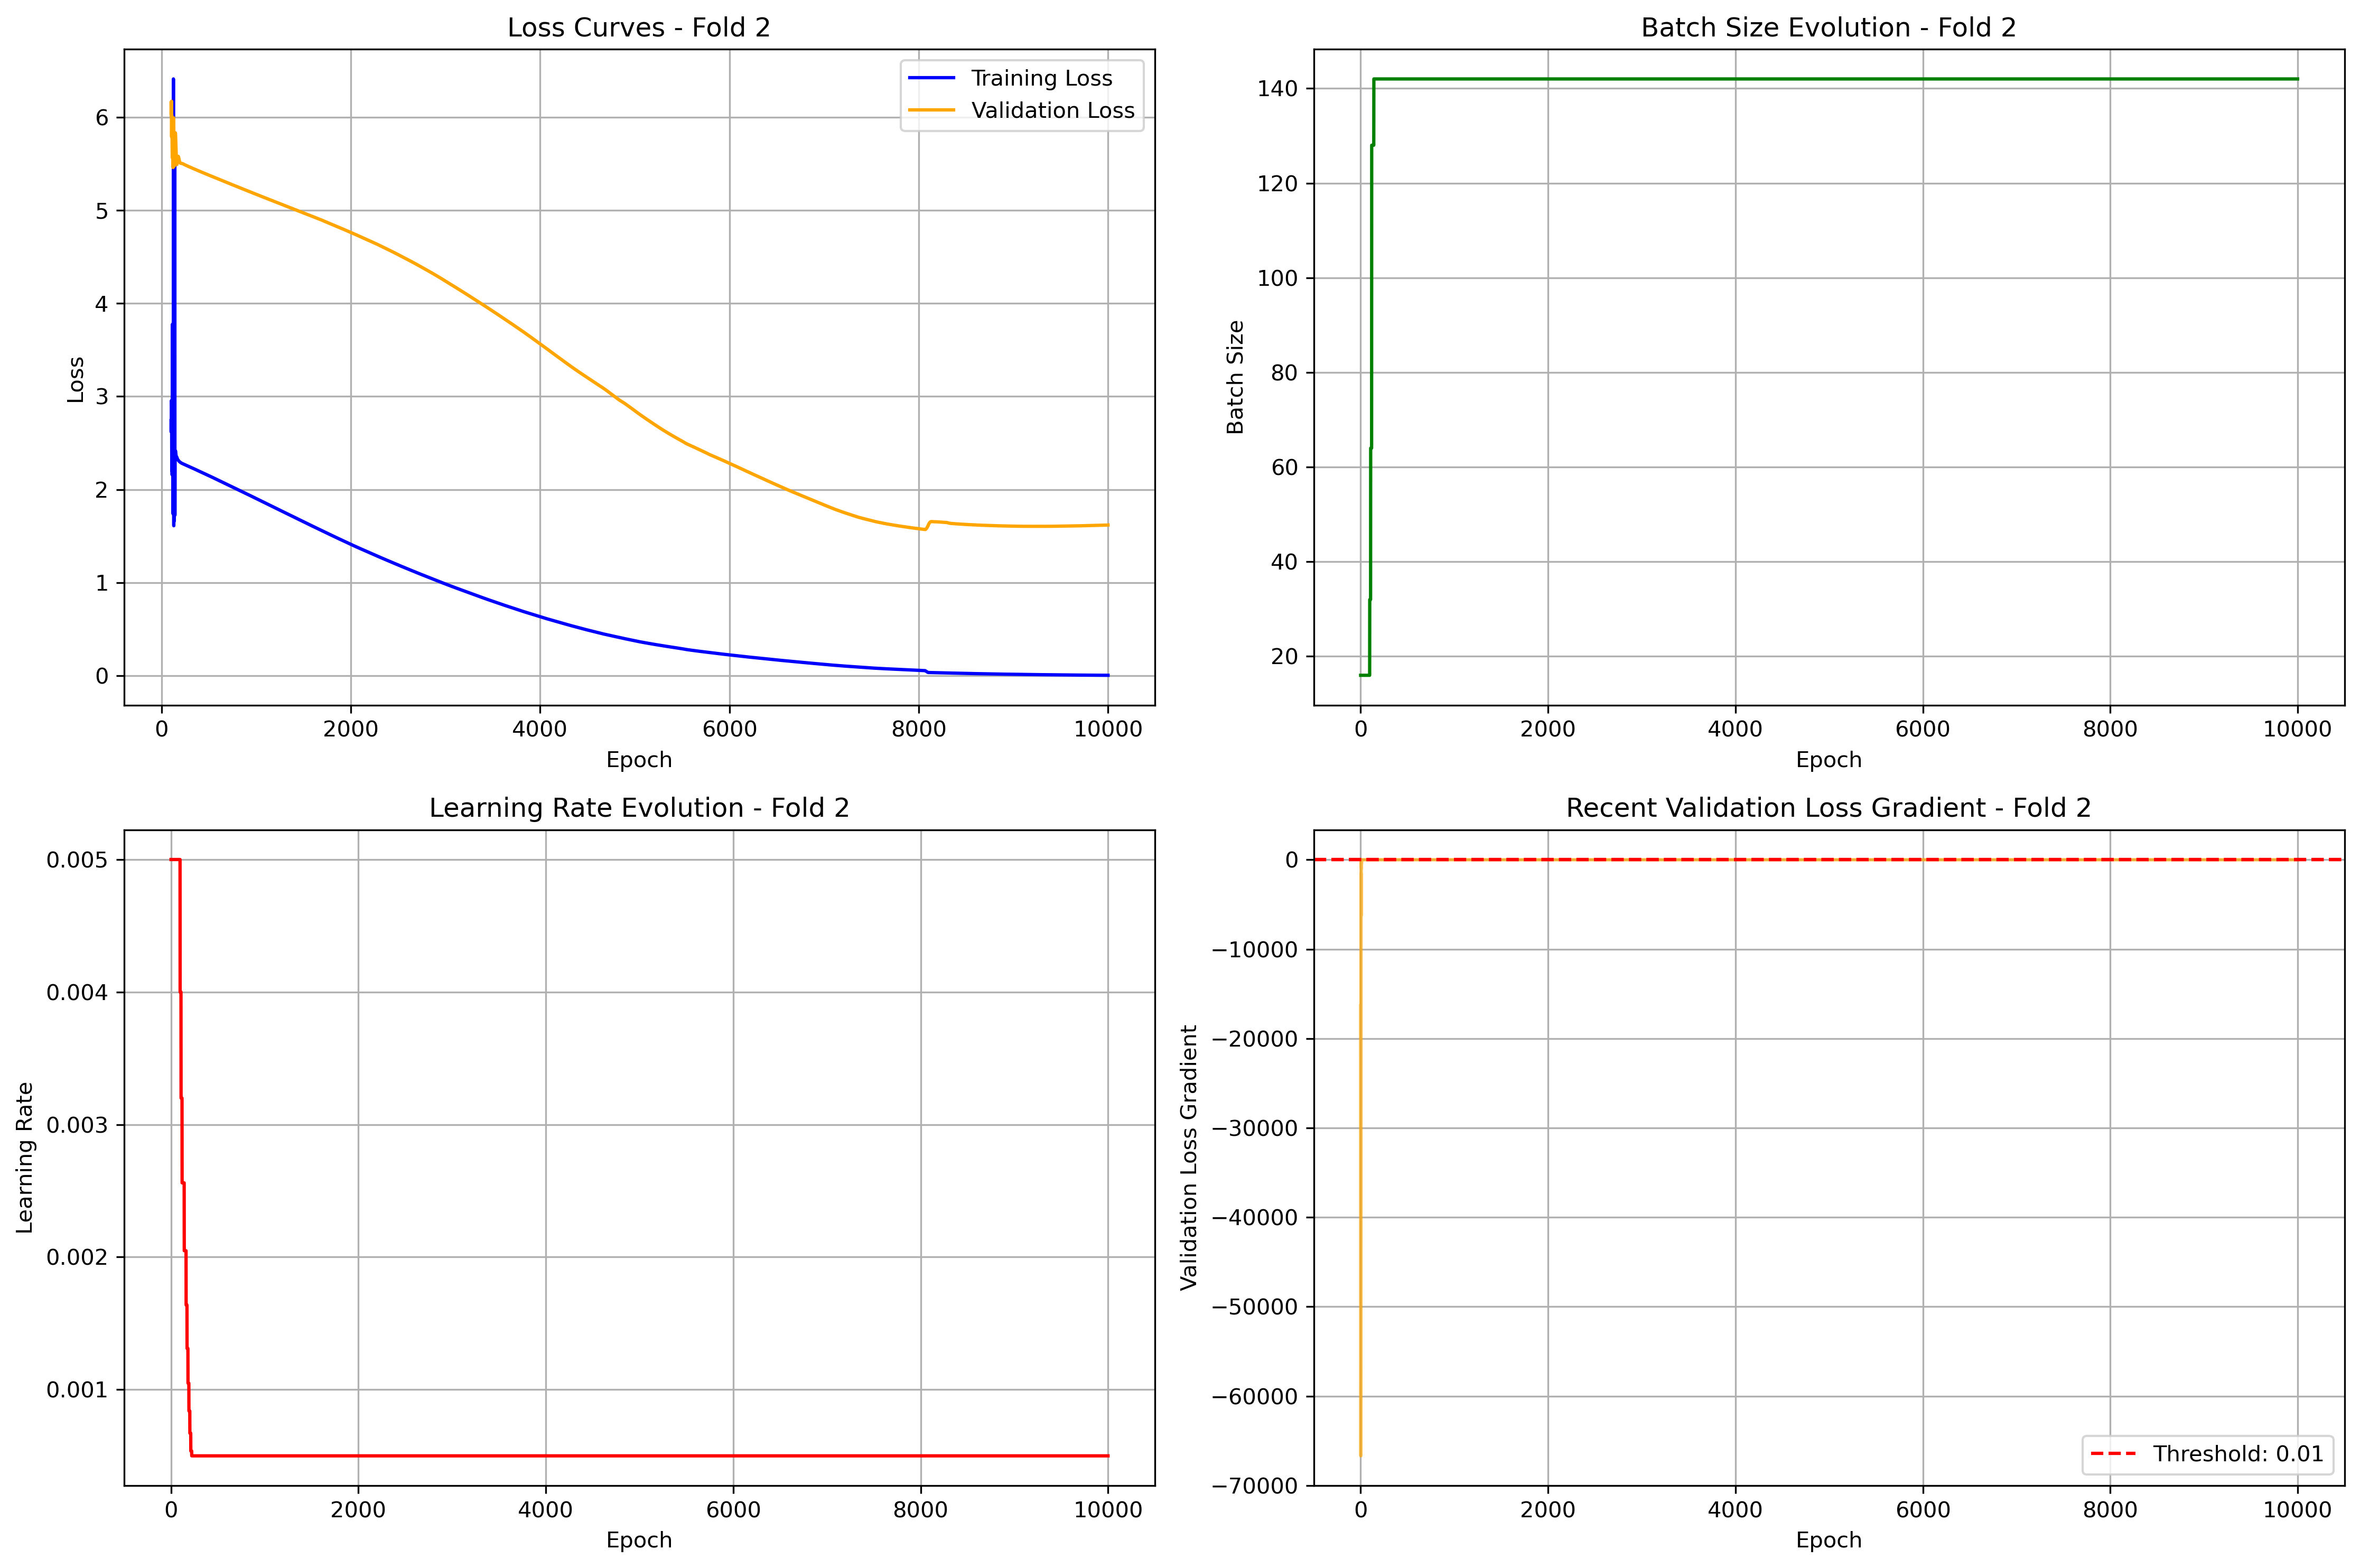 Loss Curves - Fold 2
Training Loss
Validation Loss
6
5
4
3
2
1
0
Loss
0 2000 4000 6000 8000 10000
Epoch
Batch Size Evolution - Fold 2
140
120
100
80
60
40
20
Batch Size
0 2000 4000 6000 8000 10000
Epoch
Learning Rate Evolution - Fold 2
0.005
0.004
0.003
0.002
0.001
Learning Rate
0 2000 4000 6000 8000 10000
Epoch
Recent Validation Loss Gradient - Fold 2
0
−10000
−20000
−30000
−40000
−50000
−60000
−70000
Validation Loss Gradient
Threshold: 0.01
0 2000 4000 6000 8000 10000
Epoch